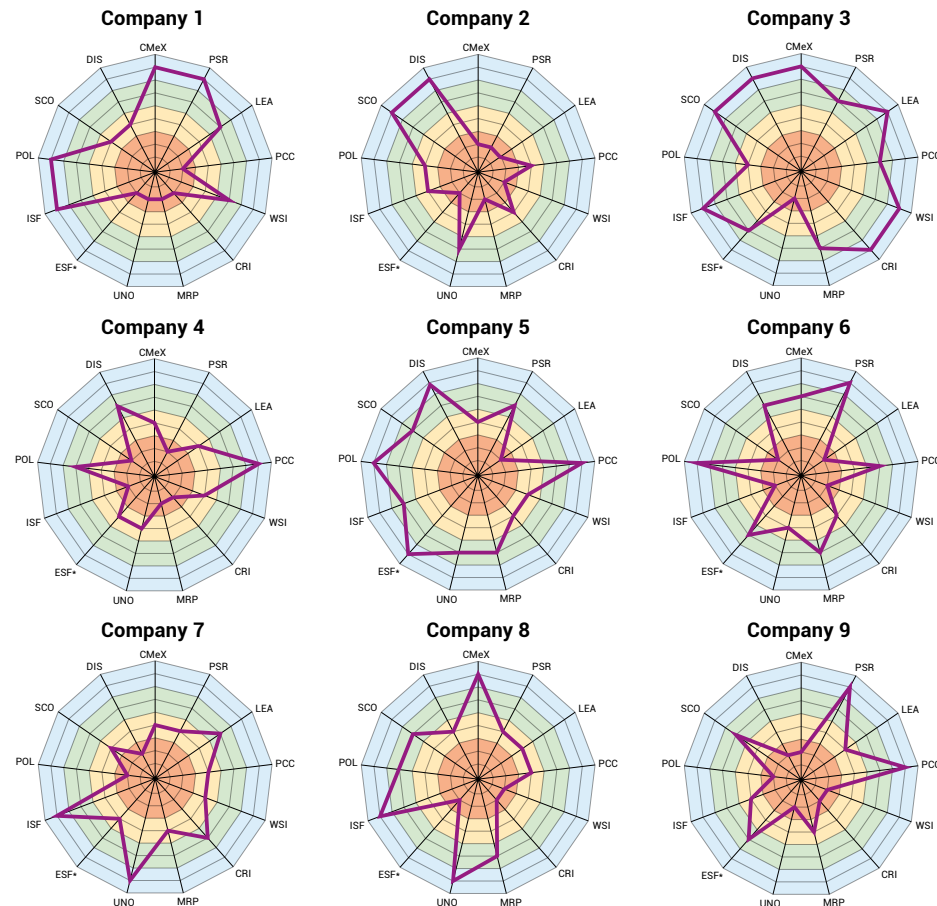 Company 1
CMeX
PSR
LEA
PCC
WSI
CRI
MRP
UNO
ESF*
ISF
POL
SCO
DIS
Company 2
CMeX
PSR
LEA
PCC
WSI
CRI
MRP
UNO
ESF*
ISF
POL
SCO
DIS
Company 3
CMeX
PSR
LEA
PCC
WSI
CRI
MRP
UNO
ESF*
ISF
POL
SCO
DIS
Company 4
CMeX
PSR
LEA
PCC
WSI
CRI
MRP
UNO
ESF*
ISF
POL
SCO
DIS
Company 5
CMeX
PSR
LEA
PCC
WSI
CRI
MRP
UNO
ESF*
ISF
POL
SCO
DIS
Company 6
CMeX
PSR
LEA
PCC
WSI
CRI
MRP
UNO
ESF*
ISF
POL
SCO
DIS
Company 7
CMeX
PSR
LEA
PCC
WSI
CRI
MRP
UNO
ESF*
ISF
POL
SCO
DIS
Company 8
CMeX
PSR
LEA
PCC
WSI
CRI
MRP
UNO
ESF*
ISF
POL
SCO
DIS
Company 9
CMeX
PSR
LEA
PCC
WSI
CRI
MRP
UNO
ESF*
ISF
POL
SCO
DIS